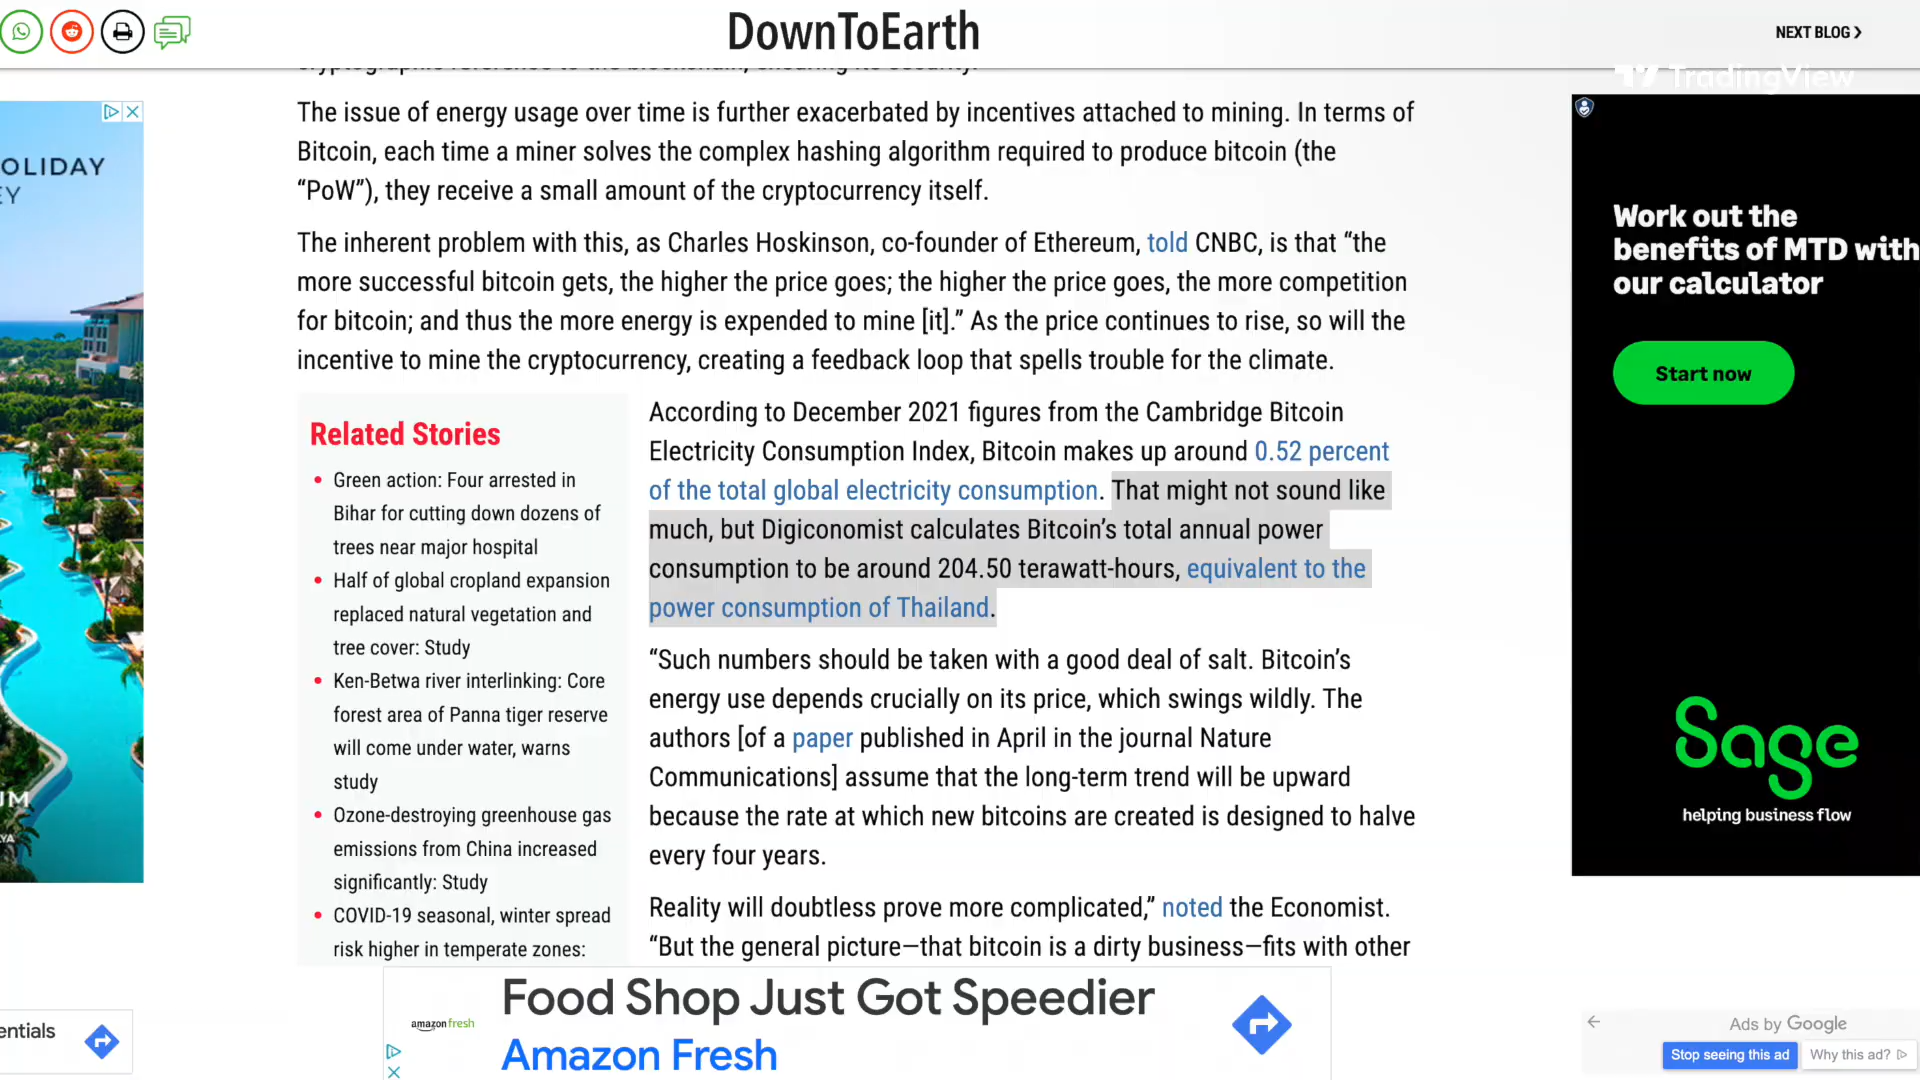 DownToEarth
NEXT BLOG ❯
TradingView
The issue of energy usage over time is further exacerbated by incentives attached to mining. In terms of
Bitcoin, each time a miner solves the complex hashing algorithm required to produce bitcoin (the
“PoW”), they receive a small amount of the cryptocurrency itself.
The inherent problem with this, as Charles Hoskinson, co-founder of Ethereum, told CNBC, is that “the
more successful bitcoin gets, the higher the price goes; the higher the price goes, the more competition
for bitcoin; and thus the more energy is expended to mine [it].” As the price continues to rise, so will the
incentive to mine the cryptocurrency, creating a feedback loop that spells trouble for the climate.
Related Stories
Green action: Four arrested in
Bihar for cutting down dozens of
trees near major hospital
Half of global cropland expansion
replaced natural vegetation and
tree cover: Study
Ken-Betwa river interlinking: Core
forest area of Panna tiger reserve
will come under water, warns
study
Ozone-destroying greenhouse gas
emissions from China increased
significantly: Study
COVID-19 seasonal, winter spread
risk higher in temperate zones:
According to December 2021 figures from the Cambridge Bitcoin
Electricity Consumption Index, Bitcoin makes up around 0.52 percent
of the total global electricity consumption. That might not sound like
much, but Digiconomist calculates Bitcoin’s total annual power
consumption to be around 204.50 terawatt-hours, equivalent to the
power consumption of Thailand.
“Such numbers should be taken with a good deal of salt. Bitcoin’s
energy use depends crucially on its price, which swings wildly. The
authors [of a paper published in April in the journal Nature
Communications] assume that the long-term trend will be upward
because the rate at which new bitcoins are created is designed to halve
every four years.
Reality will doubtless prove more complicated,” noted the Economist.
“But the general picture—that bitcoin is a dirty business—fits with other
OLIDAY
EY
UM
Work out the
benefits of MTD with
our calculator
Start now
Sage
helping business flow
entials
amazon fresh
Food Shop Just Got Speedier
Amazon Fresh
Ads by Google
Stop seeing this ad
Why this ad?